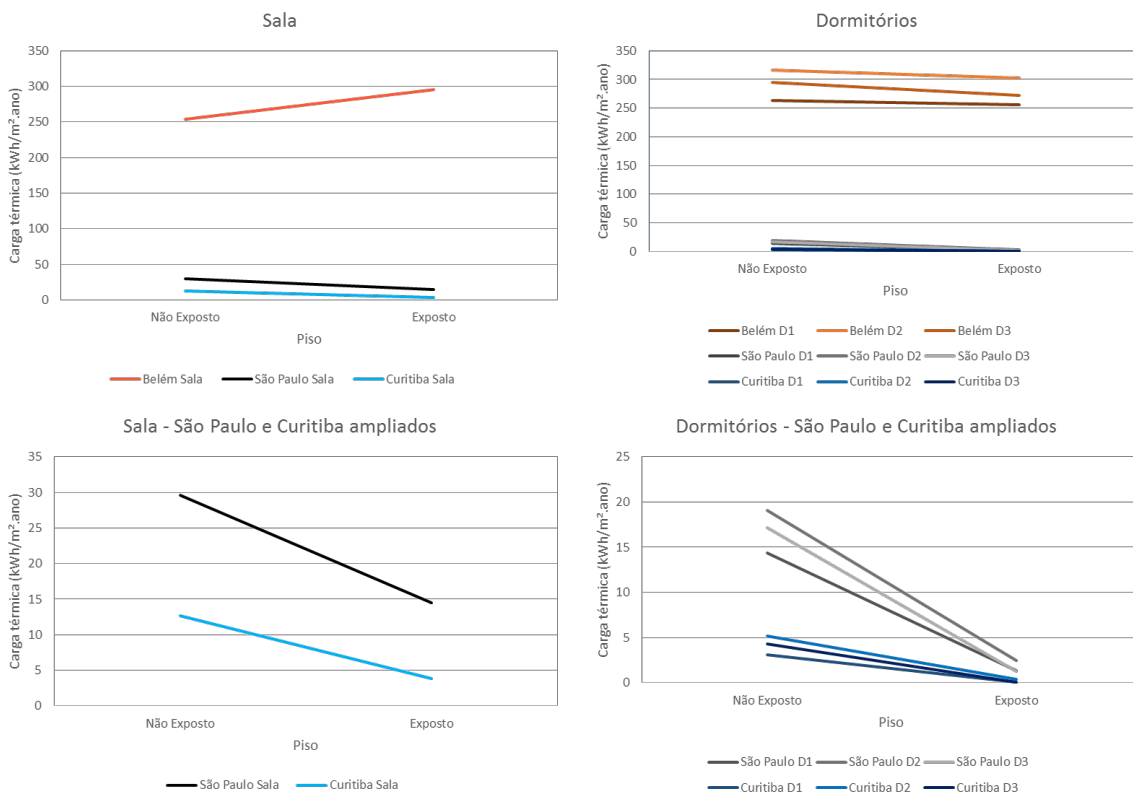 Sala
Carga térmica (kWh/m².ano)
350
300
250
200
150
100
50
0
Não Exposto
Exposto
Piso
Belém Sala
São Paulo Sala
Curitiba Sala
Dormitórios
Carga térmica (kWh/m².ano)
350
300
250
200
150
100
50
0
Não Exposto
Exposto
Piso
Belém D1
Belém D2
Belém D3
São Paulo D1
São Paulo D2
São Paulo D3
Curitiba D1
Curitiba D2
Curitiba D3
Sala - São Paulo e Curitiba ampliados
Carga térmica (kWh/m².ano)
35
30
25
20
15
10
5
0
Não Exposto
Exposto
Piso
São Paulo Sala
Curitiba Sala
Dormitórios - São Paulo e Curitiba ampliados
Carga térmica (kWh/m².ano)
25
20
15
10
5
0
Não Exposto
Exposto
Piso
São Paulo D1
São Paulo D2
São Paulo D3
Curitiba D1
Curitiba D2
Curitiba D3